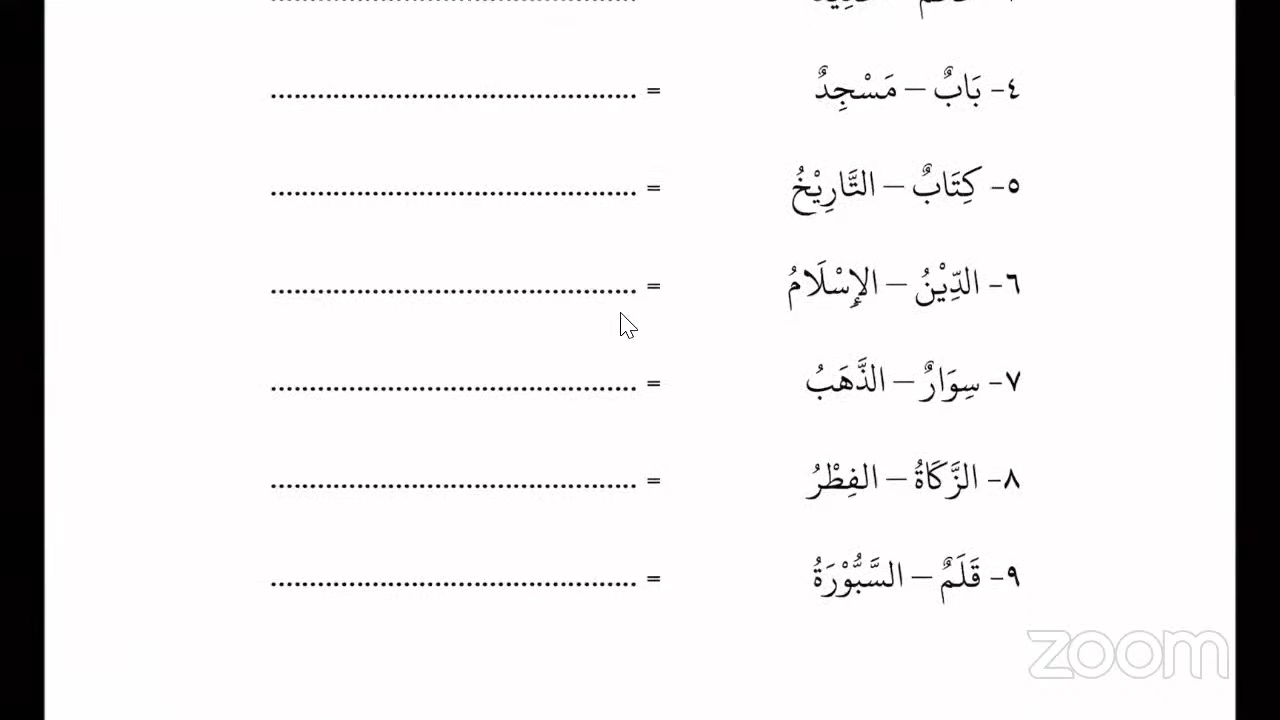 ٤- بَابٌ – مَسْجِدٌ = ..............................................
٥- كِتَابٌ – التَّارِيْخُ = ..............................................
٦- الدِّيْنُ – الإِسْلَامُ = ..............................................
٧- سِوَارٌ – الذَّهَبُ = ..............................................
٨- الزَّكَاةُ – الفِطْرُ = ..............................................
٩- قَلَمٌ – السَّبُّوْرَةُ = ..............................................
zoom